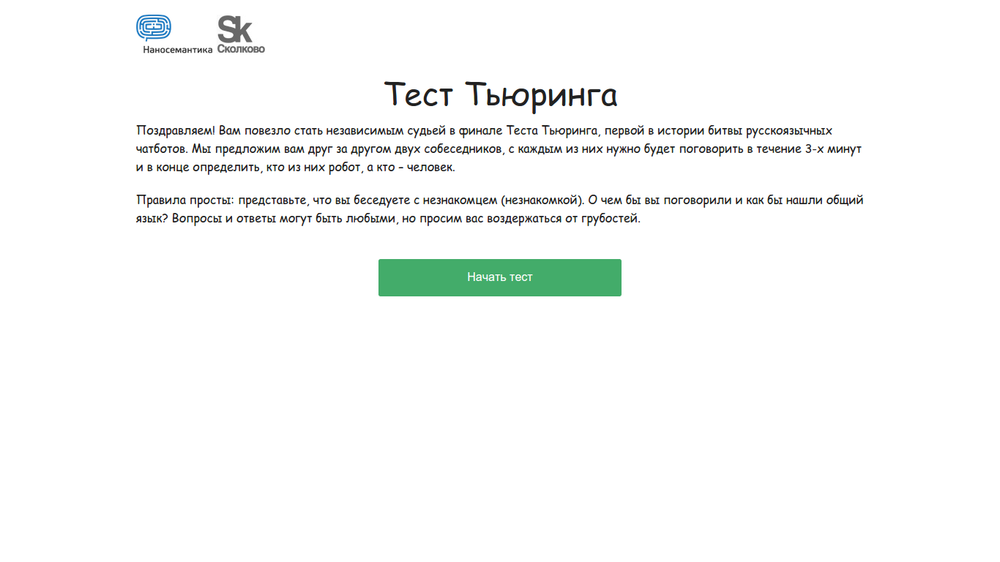 Наносемантика
Sk
Сколково
Тест Тьюринга
Поздравляем! Вам повезло стать независимым судьей в финале Теста Тьюринга, первой в истории битвы русскоязычных
чатботов. Мы предложим вам друг за другом двух собеседников, с каждым из них нужно будет поговорить в течение 3-х минут
и в конце определить, кто из них робот, а кто – человек.
Правила просты: представьте, что вы беседуете с незнакомцем (незнакомкой). О чем бы вы поговорили и как бы нашли общий
язык? Вопросы и ответы могут быть любыми, но просим вас воздержаться от грубостей.
Начать тест